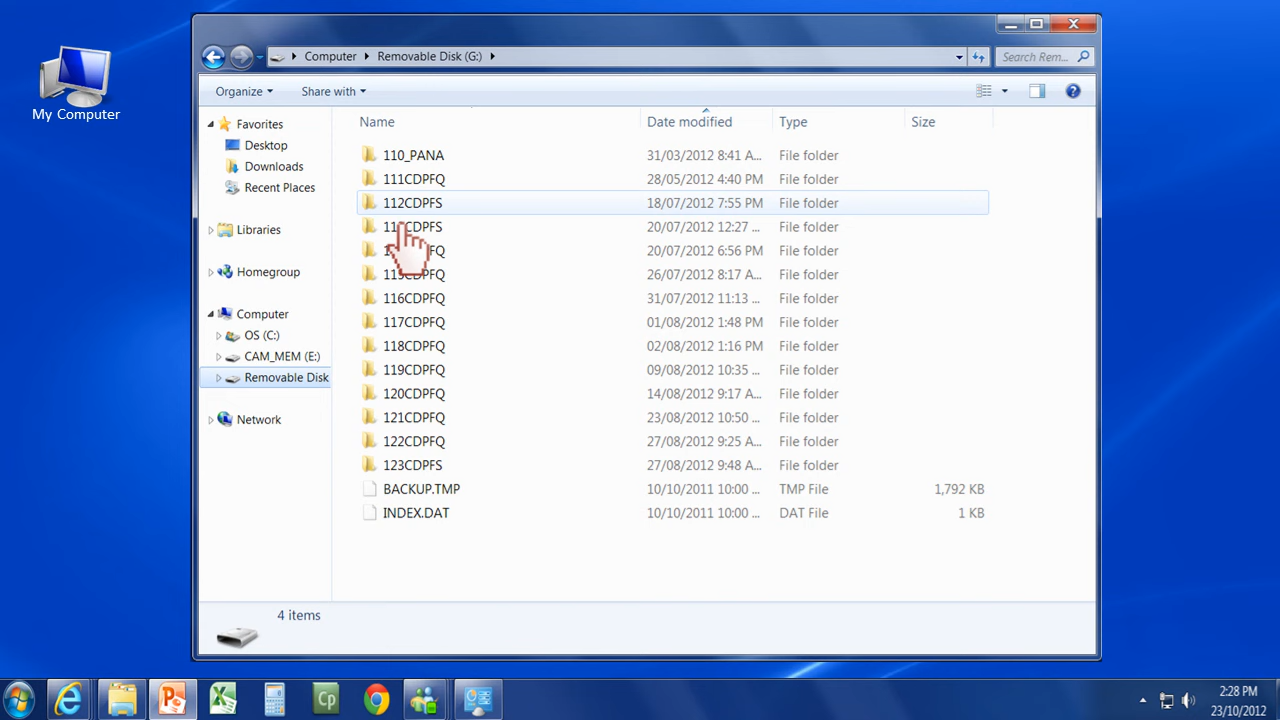 My Computer
Computer Removable Disk (G:)
Search Rem...
Organize Share with
Name Date modified Type Size
Favorites
Desktop
Downloads
Recent Places
Libraries
Homegroup
Computer
OS (C:)
CAM_MEM (E:)
Removable Disk
Network
110_PANA 31/03/2012 8:41 A... File folder
111CDPFQ 28/05/2012 4:40 PM File folder
112CDPFS 18/07/2012 7:55 PM File folder
CDPFS 20/07/2012 12:27 ... File folder
20/07/2012 6:56 PM File folder
115CDPFQ 26/07/2012 8:17 A... File folder
116CDPFQ 31/07/2012 11:13 ... File folder
117CDPFQ 01/08/2012 1:48 PM File folder
118CDPFQ 02/08/2012 1:16 PM File folder
119CDPFQ 09/08/2012 10:35 ... File folder
120CDPFQ 14/08/2012 9:17 A... File folder
121CDPFQ 23/08/2012 10:50 ... File folder
122CDPFQ 27/08/2012 9:25 A... File folder
123CDPFS 27/08/2012 9:48 A... File folder
BACKUP.TMP 10/10/2011 10:00 ... TMP File 1,792 KB
INDEX.DAT 10/10/2011 10:00 ... DAT File 1 KB
4 items
Cp
2:28 PM
23/10/2012